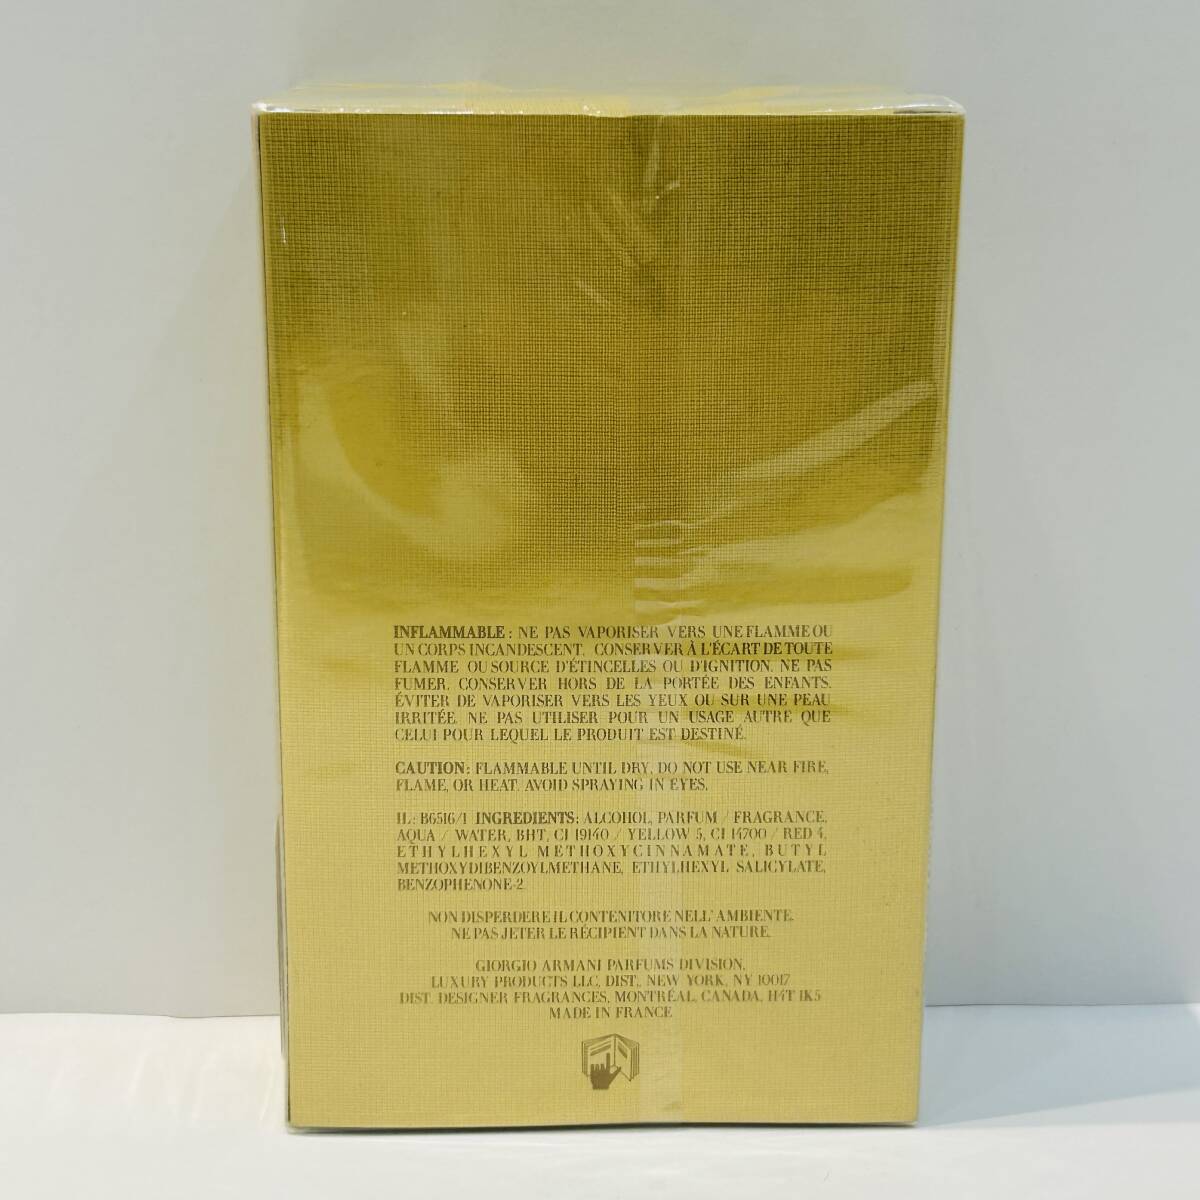 INFLAMMABLE : NE PAS VAPORISER VERS UNE FLAMME OU
UN CORPS INCANDESCENT. CONSERVER À L'ÉCART DE TOUTE
FLAMME OU SOURCE D'ÉTINCELLES OU D'IGNITION. NE PAS
FUMER. CONSERVER HORS DE LA PORTÉE DES ENFANTS.
ÉVITER DE VAPORISER VERS LES YEUX OU SUR UNE PEAU
IRRITÉE. NE PAS UTILISER POUR UN USAGE AUTRE QUE
CELUI POUR LEQUEL LE PRODUIT EST DESTINÉ.
CAUTION: FLAMMABLE UNTIL DRY. DO NOT USE NEAR FIRE,
FLAME, OR HEAT. AVOID SPRAYING IN EYES.
IL: B6516/1 INGREDIENTS: ALCOHOL, PARFUM / FRAGRANCE,
AQUA / WATER, BHT, CI 19140 / YELLOW 5, CI 14700 / RED 4,
ETHYLHEXYL METHOXYCINNAMATE, BUTYL
METHOXYDIBENZOYLMETHANE, ETHYLHEXYL SALICYLATE,
BENZOPHENONE-2.
NON DISPERDERE IL CONTENITORE NELL' AMBIENTE.
NE PAS JETER LE RÉCIPIENT DANS LA NATURE.
GIORGIO ARMANI PARFUMS DIVISION,
LUXURY PRODUCTS LLC, DIST., NEW YORK, NY 10017
DIST. DESIGNER FRAGRANCES, MONTRÉAL, CANADA, H4T 1K5
MADE IN FRANCE